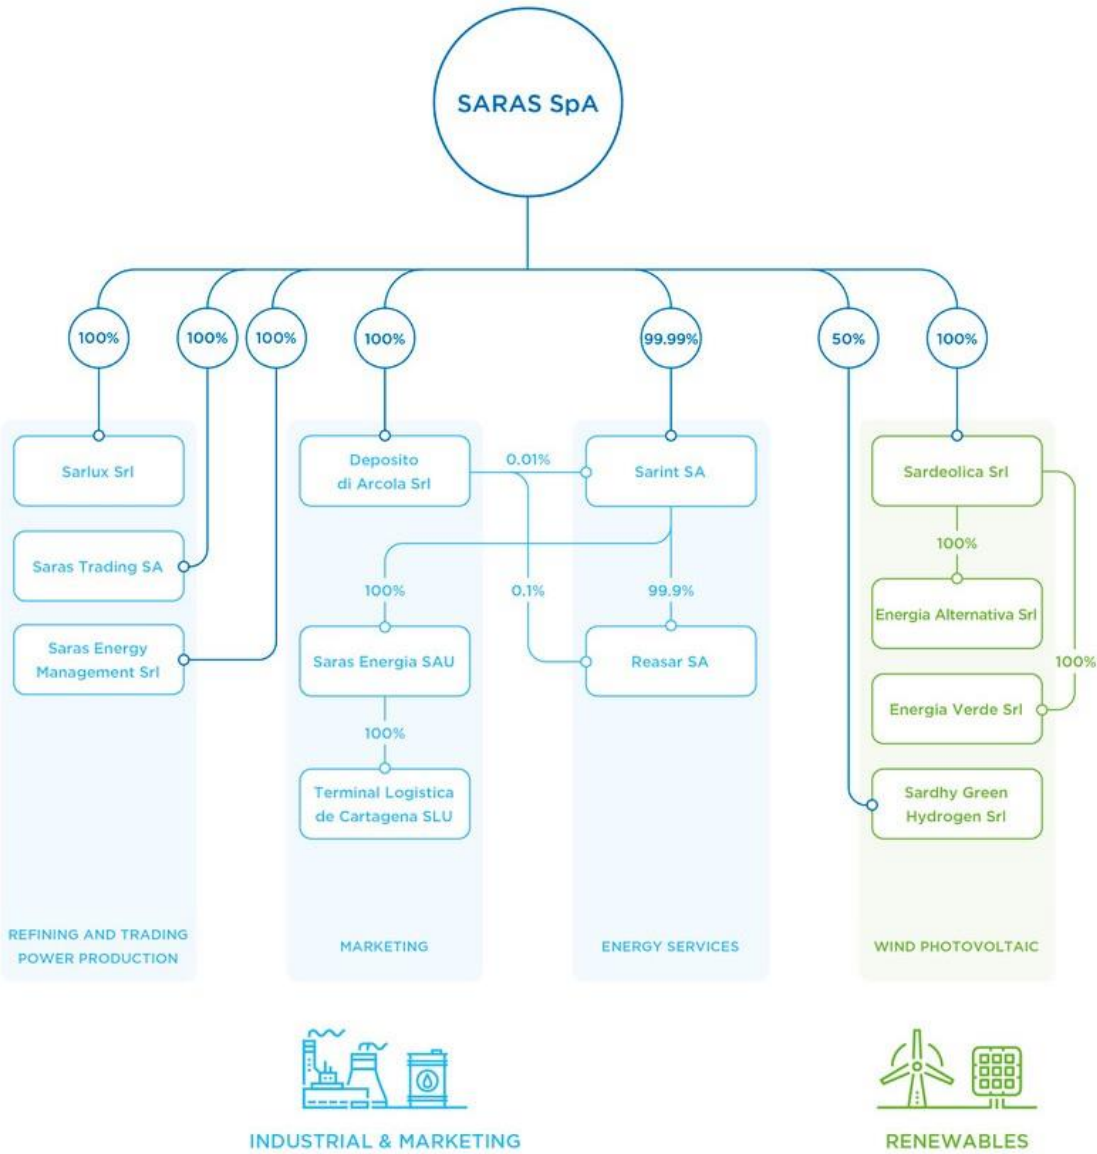 SARAS SpA
100%
100%
100%
100%
99.99%
50%
100%
Sarlux Srl
Deposito
di Arcola Srl
0.01%
Sarint SA
Sardeolica Srl
Saras Trading SA
100%
100%
0.1%
99.9%
Energia Alternativa Srl
Saras Energy
Management Srl
Saras Energia SAU
Reasar SA
100%
Energia Verde Srl
100%
Terminal Logistica
de Cartagena SLU
Sardhy Green
Hydrogen Srl
REFINING AND TRADING
POWER PRODUCTION
MARKETING
ENERGY SERVICES
WIND PHOTOVOLTAIC
INDUSTRIAL & MARKETING
RENEWABLES